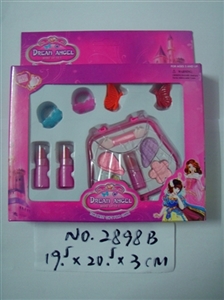 DREAM ANGEL
DREAM ANGEL
NO. 2898B
19.5 x 20.5 x 3 CM